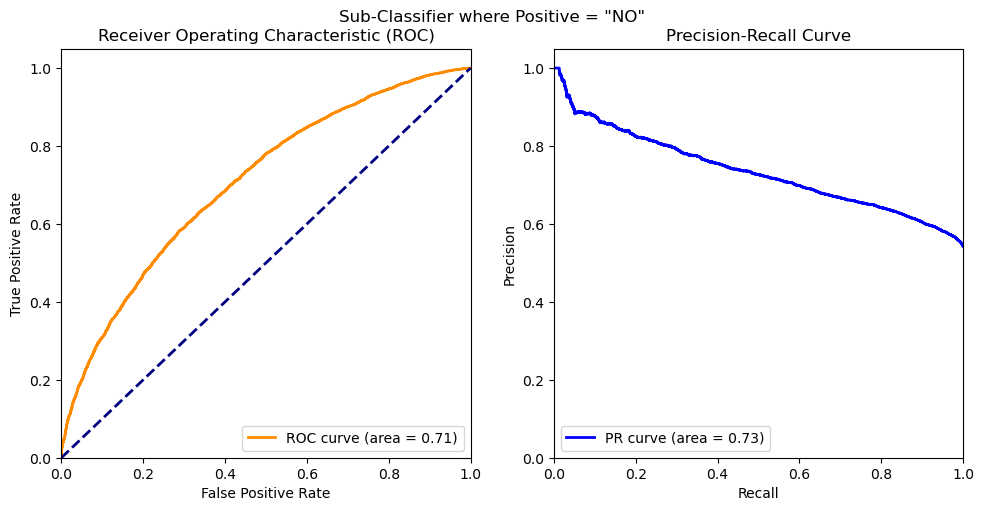 Sub-Classifier where Positive = "NO"
Receiver Operating Characteristic (ROC)
1.0
0.8
0.6
0.4
0.2
0.0
True Positive Rate
0.0 0.2 0.4 0.6 0.8 1.0
False Positive Rate
ROC curve (area = 0.71)
Precision-Recall Curve
1.0
0.8
0.6
0.4
0.2
0.0
Precision
0.0 0.2 0.4 0.6 0.8 1.0
Recall
PR curve (area = 0.73)